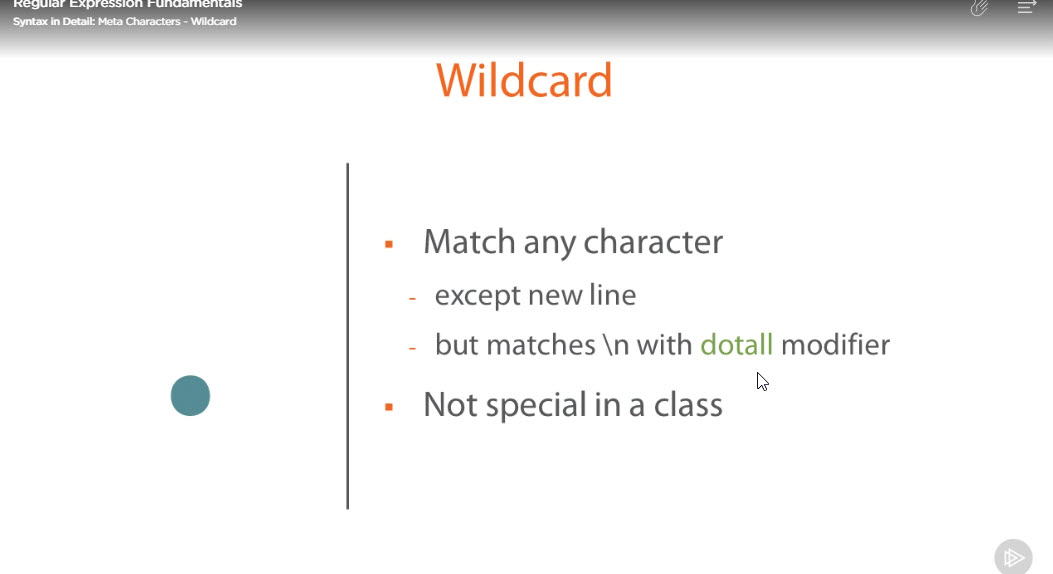 Regular Expression Fundamentals
Syntax in Detail: Meta Characters - Wildcard
Wildcard
Match any character
- except new line
- but matches \n with dotall modifier
Not special in a class